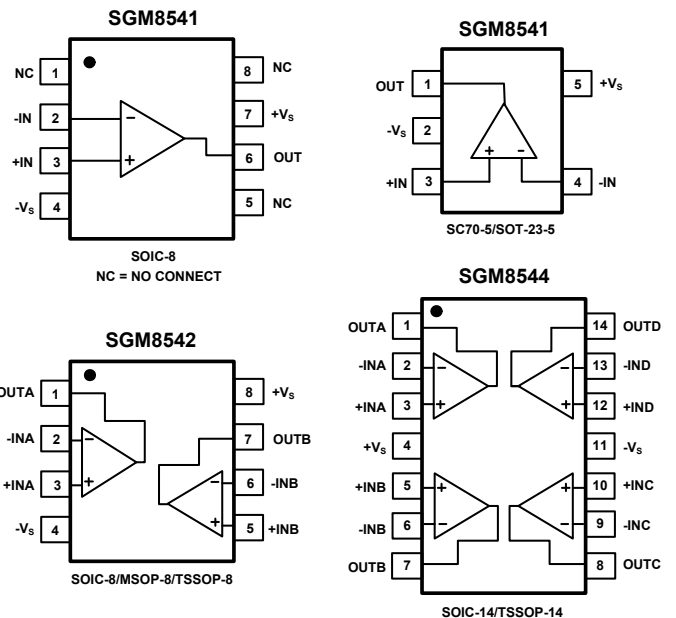 SGM8541
NC 1
8 NC
-IN 2
7 +VS
+IN 3
6 OUT
-VS 4
5 NC
- +
SOIC-8
NC = NO CONNECT
SGM8541
OUT 1
5 +VS
-VS 2
+IN 3
4 -IN
+ -
SC70-5/SOT-23-5
SGM8542
OUTA 1
8 +VS
-INA 2
7 OUTB
+INA 3
6 -INB
-VS 4
5 +INB
- +
- +
SOIC-8/MSOP-8/TSSOP-8
SGM8544
OUTA 1
14 OUTD
-INA 2
13 -IND
+INA 3
12 +IND
+VS 4
11 -VS
+INB 5
10 +INC
-INB 6
9 -INC
OUTB 7
8 OUTC
- +
- +
+ -
+ -
SOIC-14/TSSOP-14